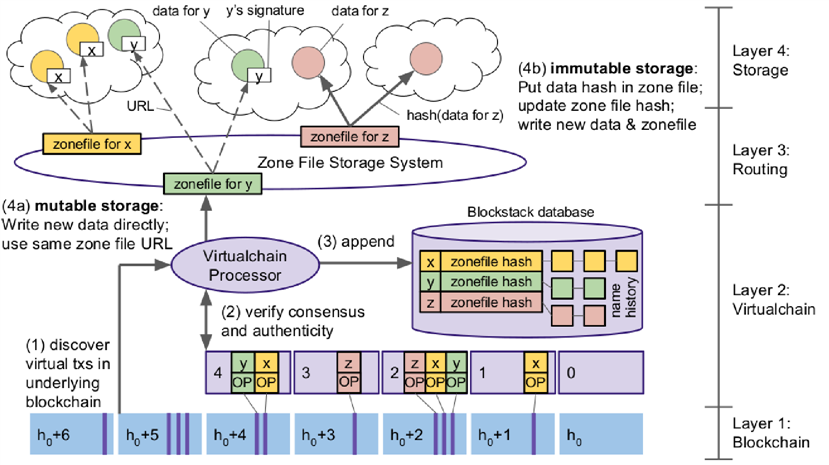 data for y
y's signature
data for z
x
x
y
y
URL
hash(data for z)
(4b) immutable storage:
Put data hash in zone file;
update zone file hash;
write new data & zonefile
Layer 4:
Storage
zonefile for x
zonefile for z
Zone File Storage System
zonefile for y
Layer 3:
Routing
(4a) mutable storage:
Write new data directly;
use same zone file URL
Virtualchain
Processor
(3) append
Blockstack database
x zonefile hash
y zonefile hash
z zonefile hash
name
history
Layer 2:
Virtualchain
(2) verify consensus
and authenticity
(1) discover
virtual txs in
underlying
blockchain
4 y x
OP OP
3 z
OP
2 z x y
OP OP OP
1 x
OP
0
h0+6
h0+5
h0+4
h0+3
h0+2
h0+1
h0
Layer 1:
Blockchain